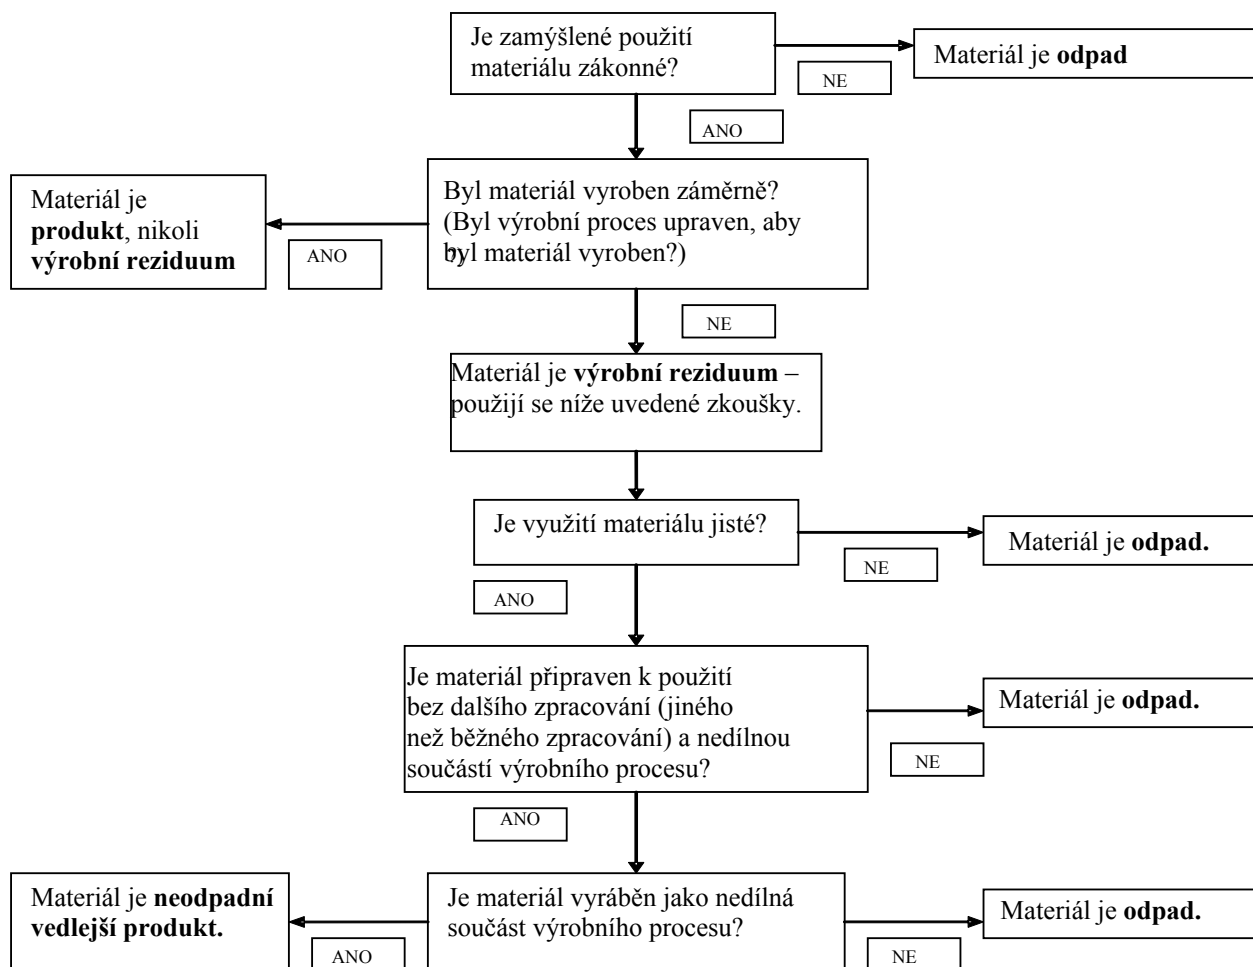 Je zamýšlené použití
materiálu zákonné?
Materiál je odpad
NE
ANO
Byl materiál vyroben záměrně?
(Byl výrobní proces upraven, aby
byl materiál vyroben?)
Materiál je
produkt, nikoli
výrobní reziduum
ANO
NE
Materiál je výrobní reziduum –
použijí se níže uvedené zkoušky.
Je využití materiálu jisté?
Materiál je odpad.
NE
ANO
Je materiál připraven k použití
bez dalšího zpracování (jiného
než běžného zpracování) a nedílnou
součástí výrobního procesu?
Materiál je odpad.
NE
ANO
Materiál je neodpadní
vedlejší produkt.
Je materiál vyráběn jako nedílná
součást výrobního procesu?
Materiál je odpad.
ANO
NE